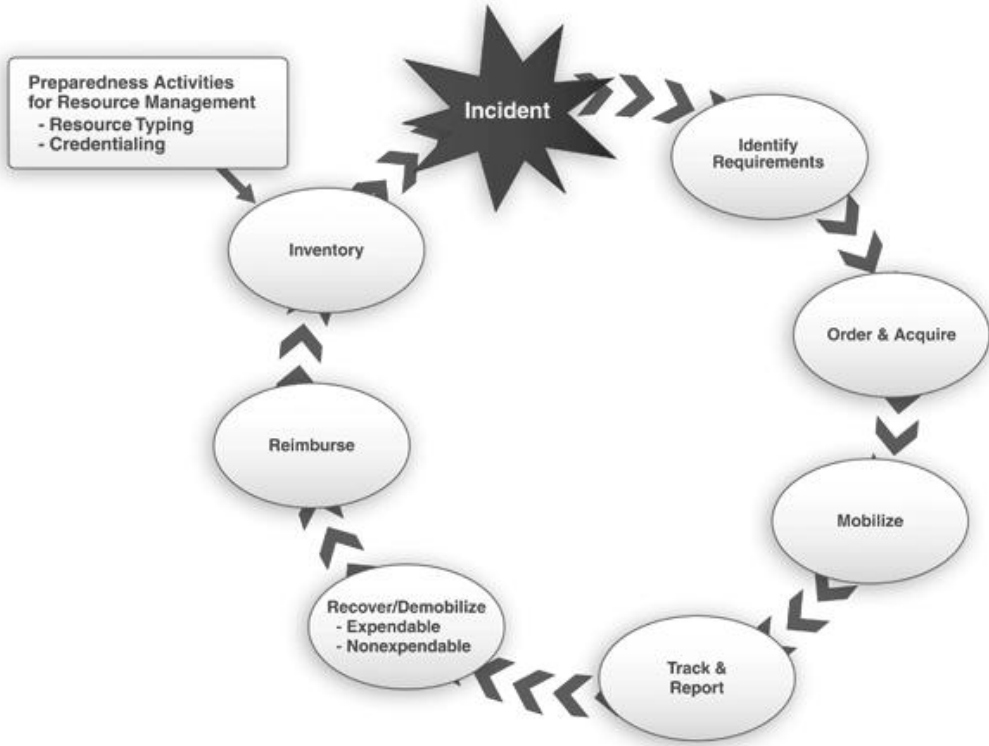 Preparedness Activities
for Resource Management
- Resource Typing
- Credentialing
Incident
Identify
Requirements
Order & Acquire
Mobilize
Track &
Report
Recover/Demobilize
- Expendable
- Nonexpendable
Reimburse
Inventory